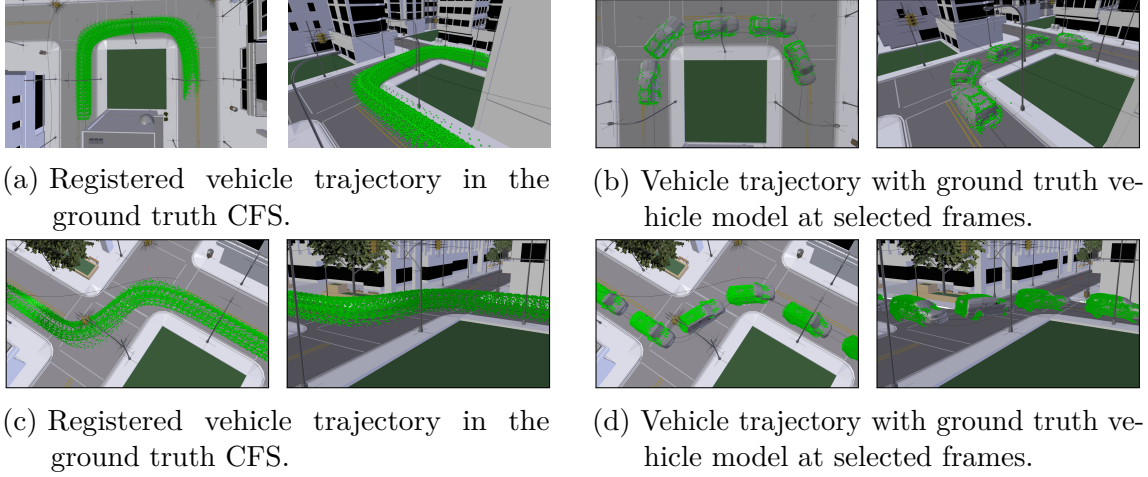 (a) Registered vehicle trajectory in the
ground truth CFS.
(b) Vehicle trajectory with ground truth ve-
hicle model at selected frames.
(c) Registered vehicle trajectory in the
ground truth CFS.
(d) Vehicle trajectory with ground truth ve-
hicle model at selected frames.